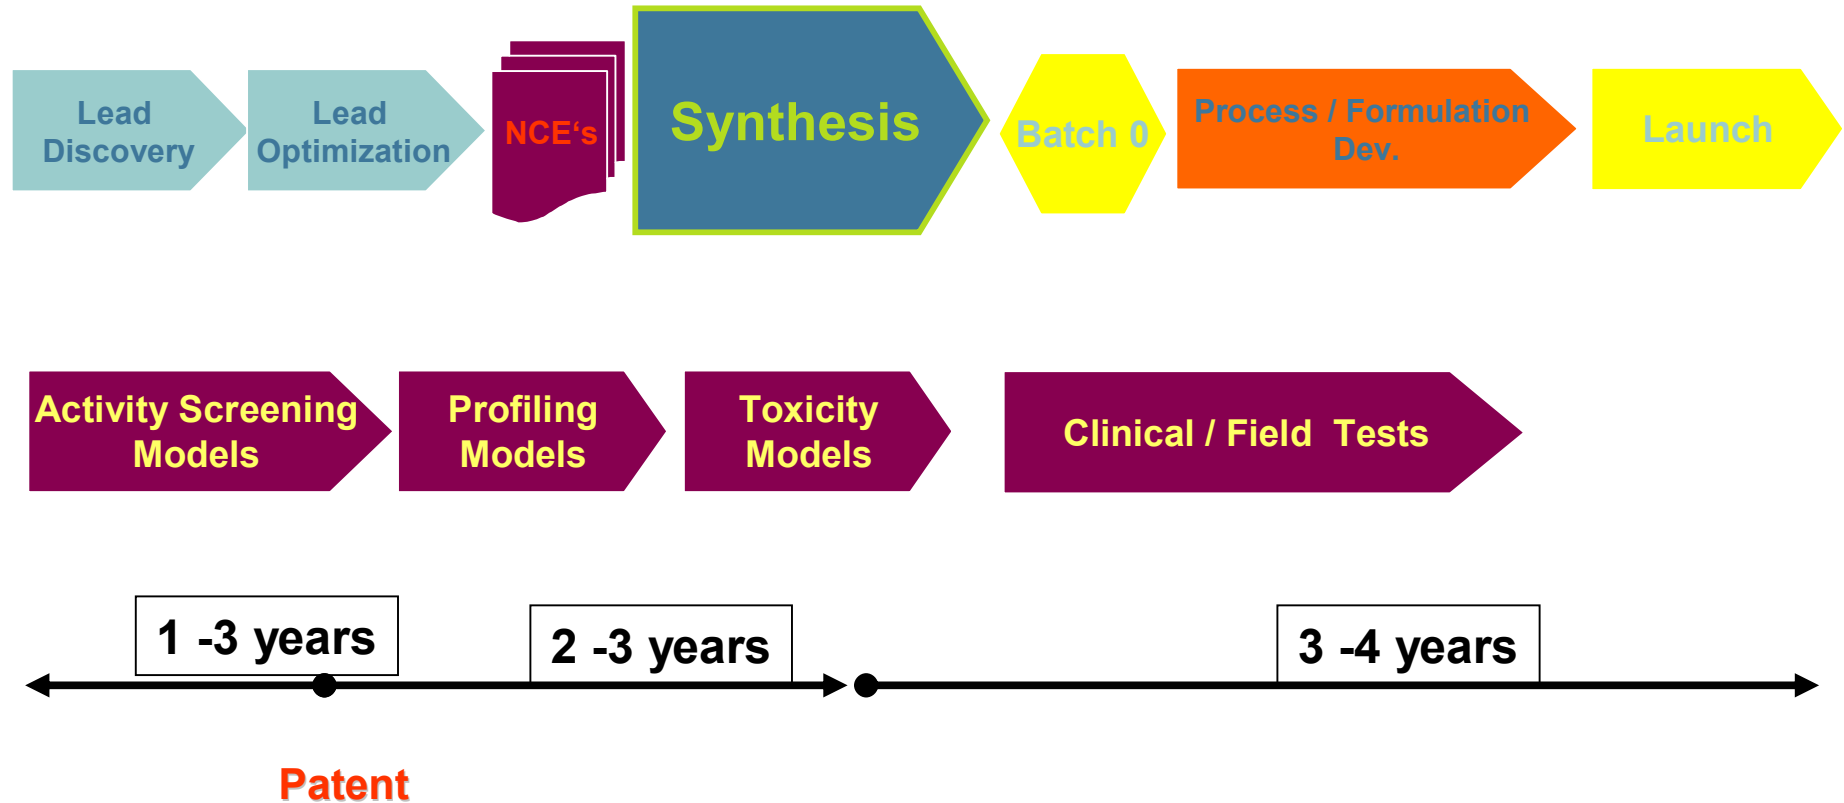 Lead
Discovery
Lead
Optimization
NCE‘s
Synthesis
Batch 0
Process / Formulation
Dev.
Launch
Activity Screening
Models
Profiling
Models
Toxicity
Models
Clinical / Field  Tests
1 -3 years
2 -3 years
3 -4 years
Patent